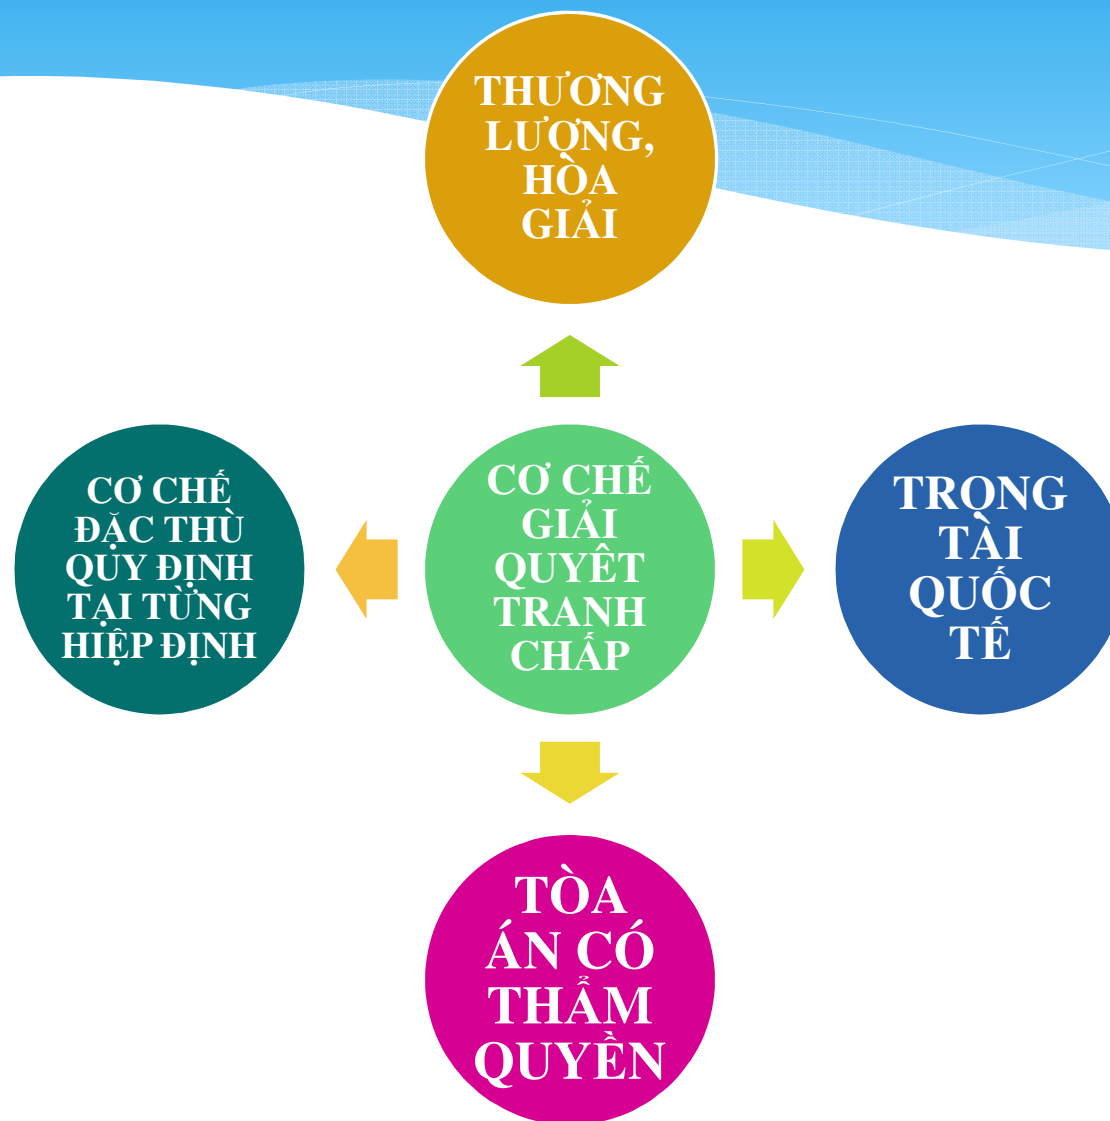 THƯƠNG
LƯỢNG,
HÒA
GIẢI
CƠ CHẾ
ĐẶC THÙ
QUY ĐỊNH
TẠI TỪNG
HIỆP ĐỊNH
CƠ CHẾ
GIẢI
QUYẾT
TRANH
CHẤP
TRỌNG
TÀI
QUỐC
TẾ
TÒA
ÁN CÓ
THẨM
QUYỀN